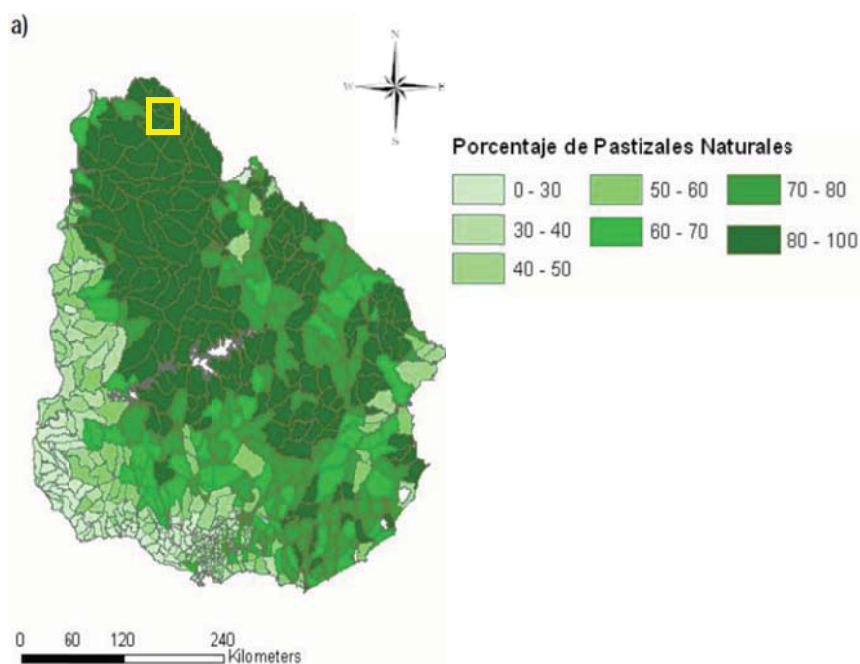 a)
N
W
E
S
Porcentaje de Pastizales Naturales
0 - 30
30 - 40
40 - 50
50 - 60
60 - 70
70 - 80
80 - 100
0 60 120 240
Kilometers